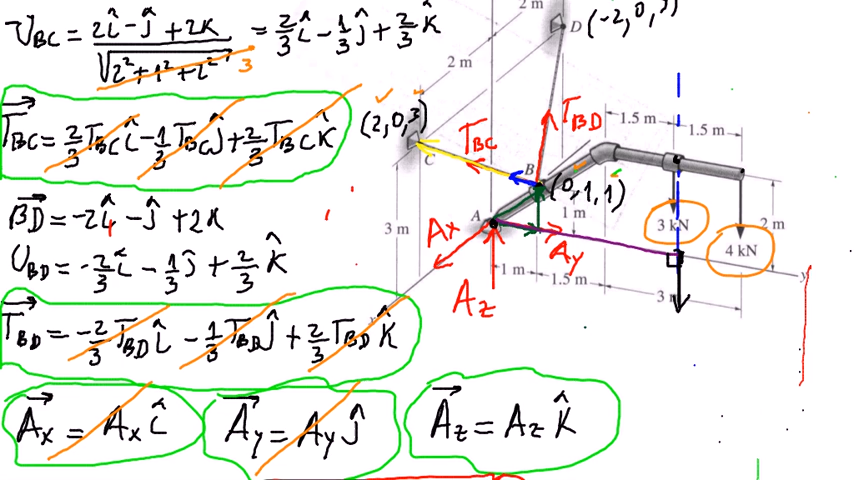 U_BC = (2î - ĵ + 2K) / √(2² + 1² + 2²) 3 = 2/3 î - 1/3 ĵ + 2/3 K̂
T_BC = 2/3 T_BC î - 1/3 T_BC ĵ + 2/3 T_BC K̂
BD = -2î - ĵ + 2K
U_BD = -2/3 î - 1/3 ĵ + 2/3 K̂
T_BD = -2/3 T_BD î - 1/3 T_BD ĵ + 2/3 T_BD K̂
A_x = A_x î
A_y = A_y ĵ
A_z = A_z K̂
2 m
D (-2, 0, 3)
2 m
(2, 0, 3)
C
T_BC
T_BD
1.5 m
1.5 m
B
(0, 1, 1)
A
Ax
1 m
3 kN
2 m
3 m
Ay
4 kN
1 m
1.5 m
y
Az
3
x